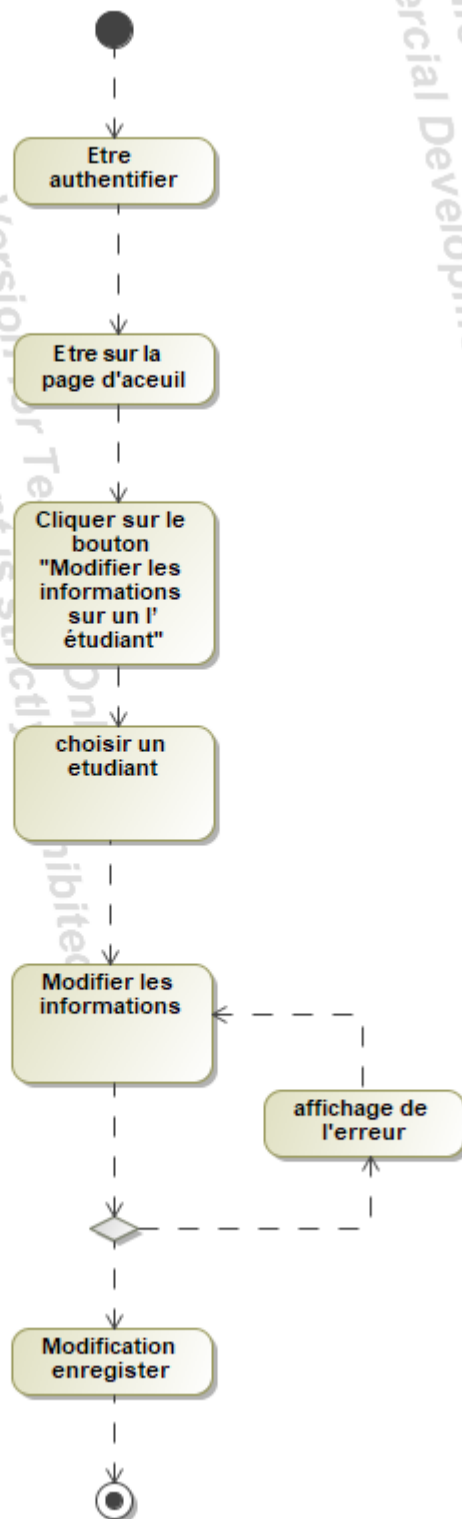 Etre
authentifier
Etre sur la
page d'aceuil
Cliquer sur le
bouton
"Modifier les
informations
sur un l'
étudiant"
choisir un
etudiant
Modifier les
informations
affichage de
l'erreur
Modification
enregister